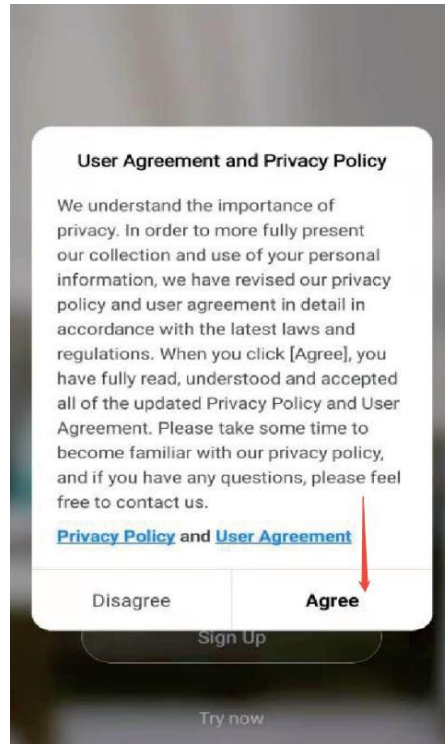 User Agreement and Privacy Policy
We understand the importance of
privacy. In order to more fully present
our collection and use of your personal
information, we have revised our privacy
policy and user agreement in detail in
accordance with the latest laws and
regulations. When you click [Agree], you
have fully read, understood and accepted
all of the updated Privacy Policy and User
Agreement. Please take some time to
become familiar with our privacy policy,
and if you have any questions, please feel
free to contact us.
Privacy Policy and User Agreement
Disagree Agree
Sign Up
Try now